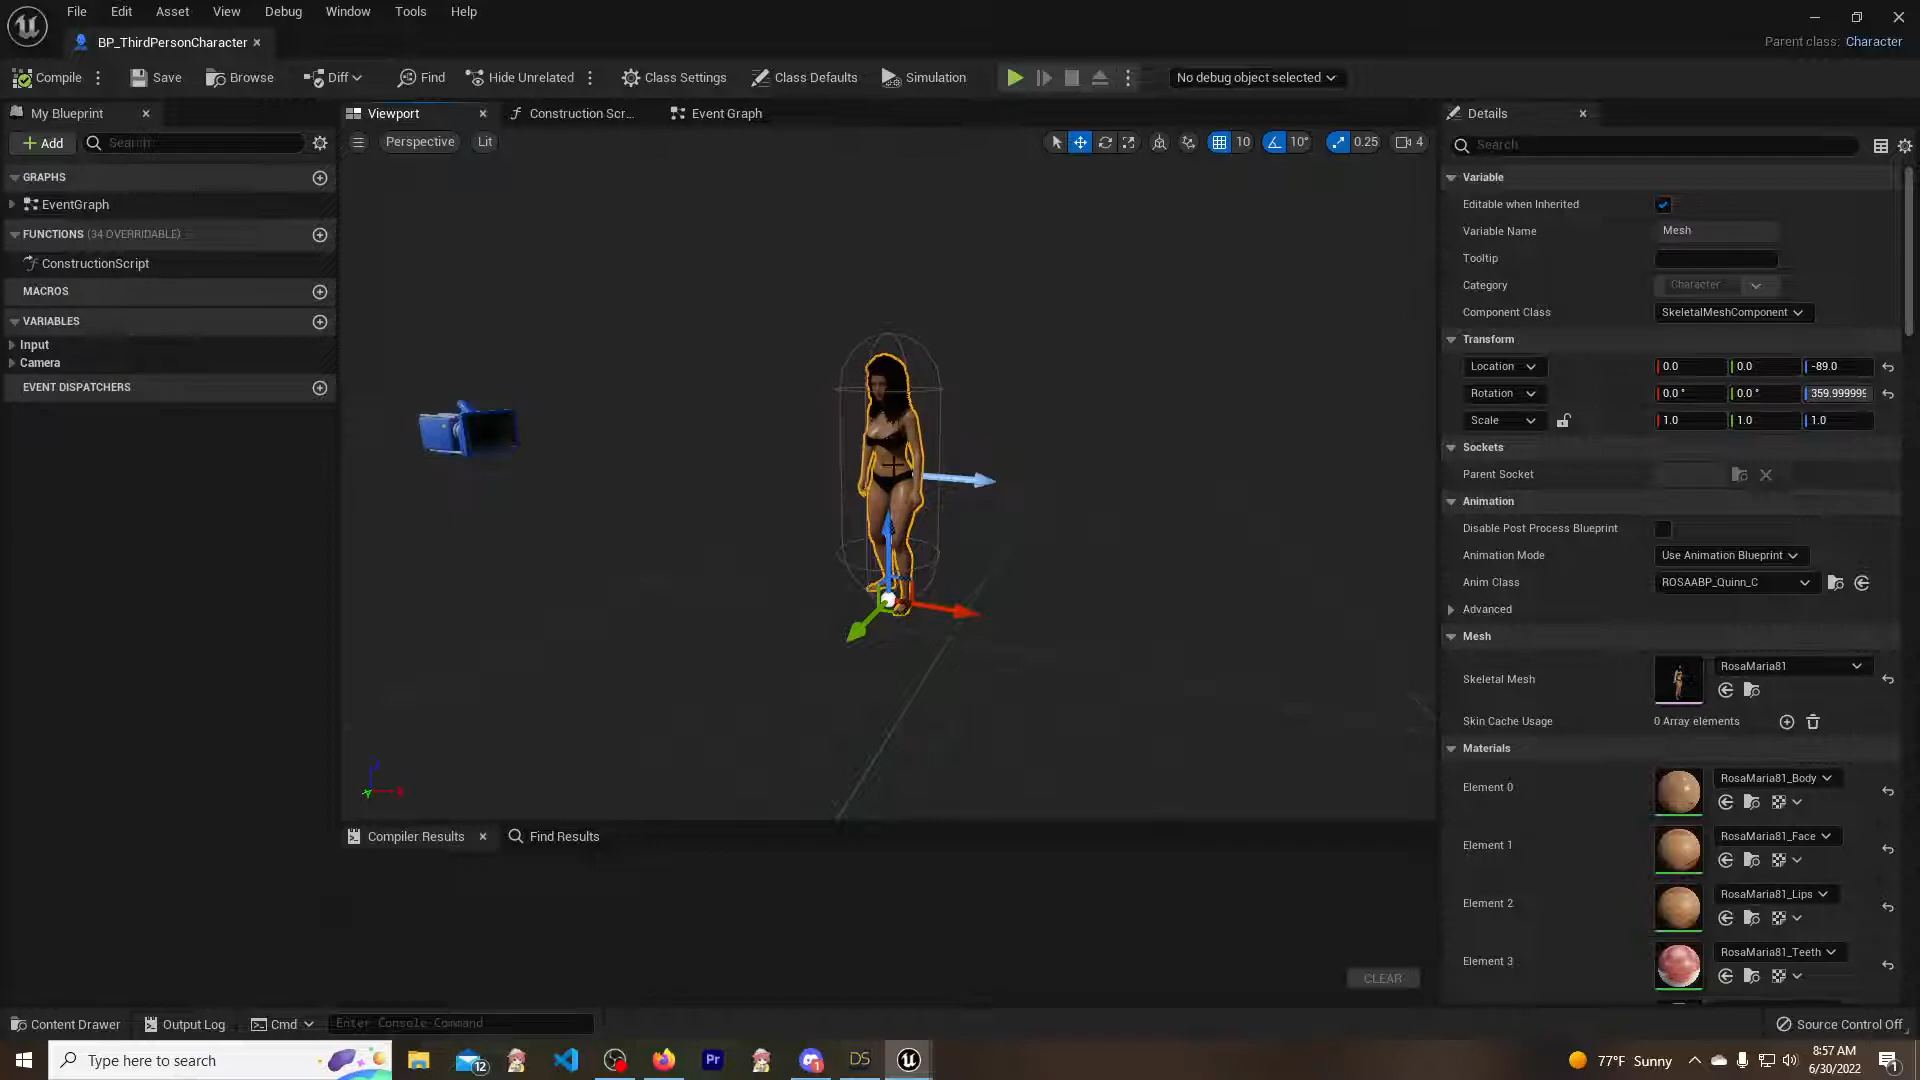 File Edit Asset View Debug Window Tools Help
BP_ThirdPersonCharacter
Parent class: Character
Compile Save Browse Diff Find Hide Unrelated Class Settings Class Defaults Simulation No debug object selected
My Blueprint
Add Search
GRAPHS
EventGraph
FUNCTIONS (34 OVERRIDABLE)
ConstructionScript
MACROS
VARIABLES
Input
Camera
EVENT DISPATCHERS
Viewport Construction Scr... Event Graph
Perspective Lit 10 10° 0.25 4
Compiler Results Find Results
CLEAR
Details
Search
Variable
Editable when Inherited
Variable Name Mesh
Tooltip
Category Character
Component Class SkeletalMeshComponent
Transform
Location 0.0 0.0 -89.0
Rotation 0.0 ° 0.0 ° 359.999999
Scale 1.0 1.0 1.0
Sockets
Parent Socket
Animation
Disable Post Process Blueprint
Animation Mode Use Animation Blueprint
Anim Class ROSAABP_Quinn_C
Advanced
Mesh
Skeletal Mesh RosaMaria81
Skin Cache Usage 0 Array elements
Materials
Element 0 RosaMaria81_Body
Element 1 RosaMaria81_Face
Element 2 RosaMaria81_Lips
Element 3 RosaMaria81_Teeth
Content Drawer Output Log Cmd Enter Console Command Source Control Off
Type here to search 12 Pr 1 DS 77°F Sunny 8:57 AM
6/30/2022 1